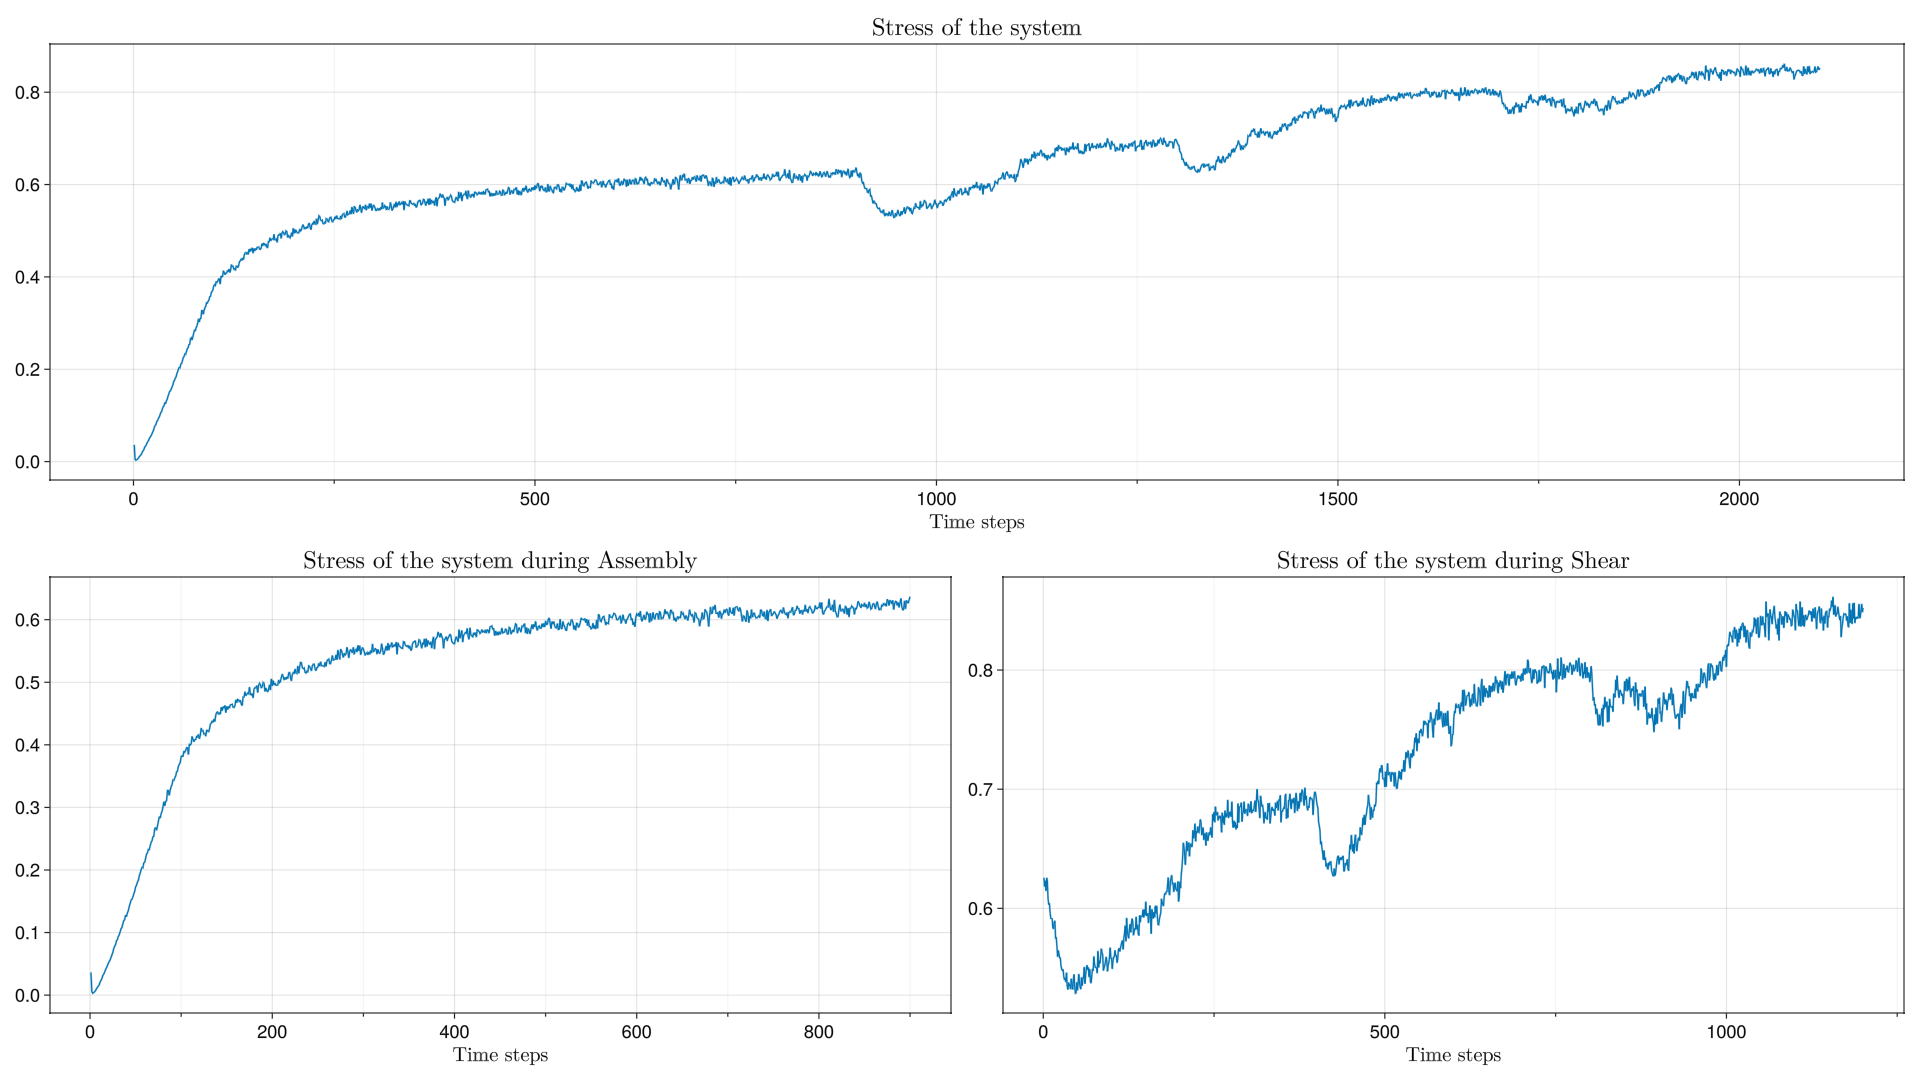 Stress of the system
0.8
0.6
0.4
0.2
0.0
0 500 1000 1500 2000
Time steps
Stress of the system during Assembly
0.6
0.5
0.4
0.3
0.2
0.1
0.0
0 200 400 600 800
Time steps
Stress of the system during Shear
0.8
0.7
0.6
0 500 1000
Time steps